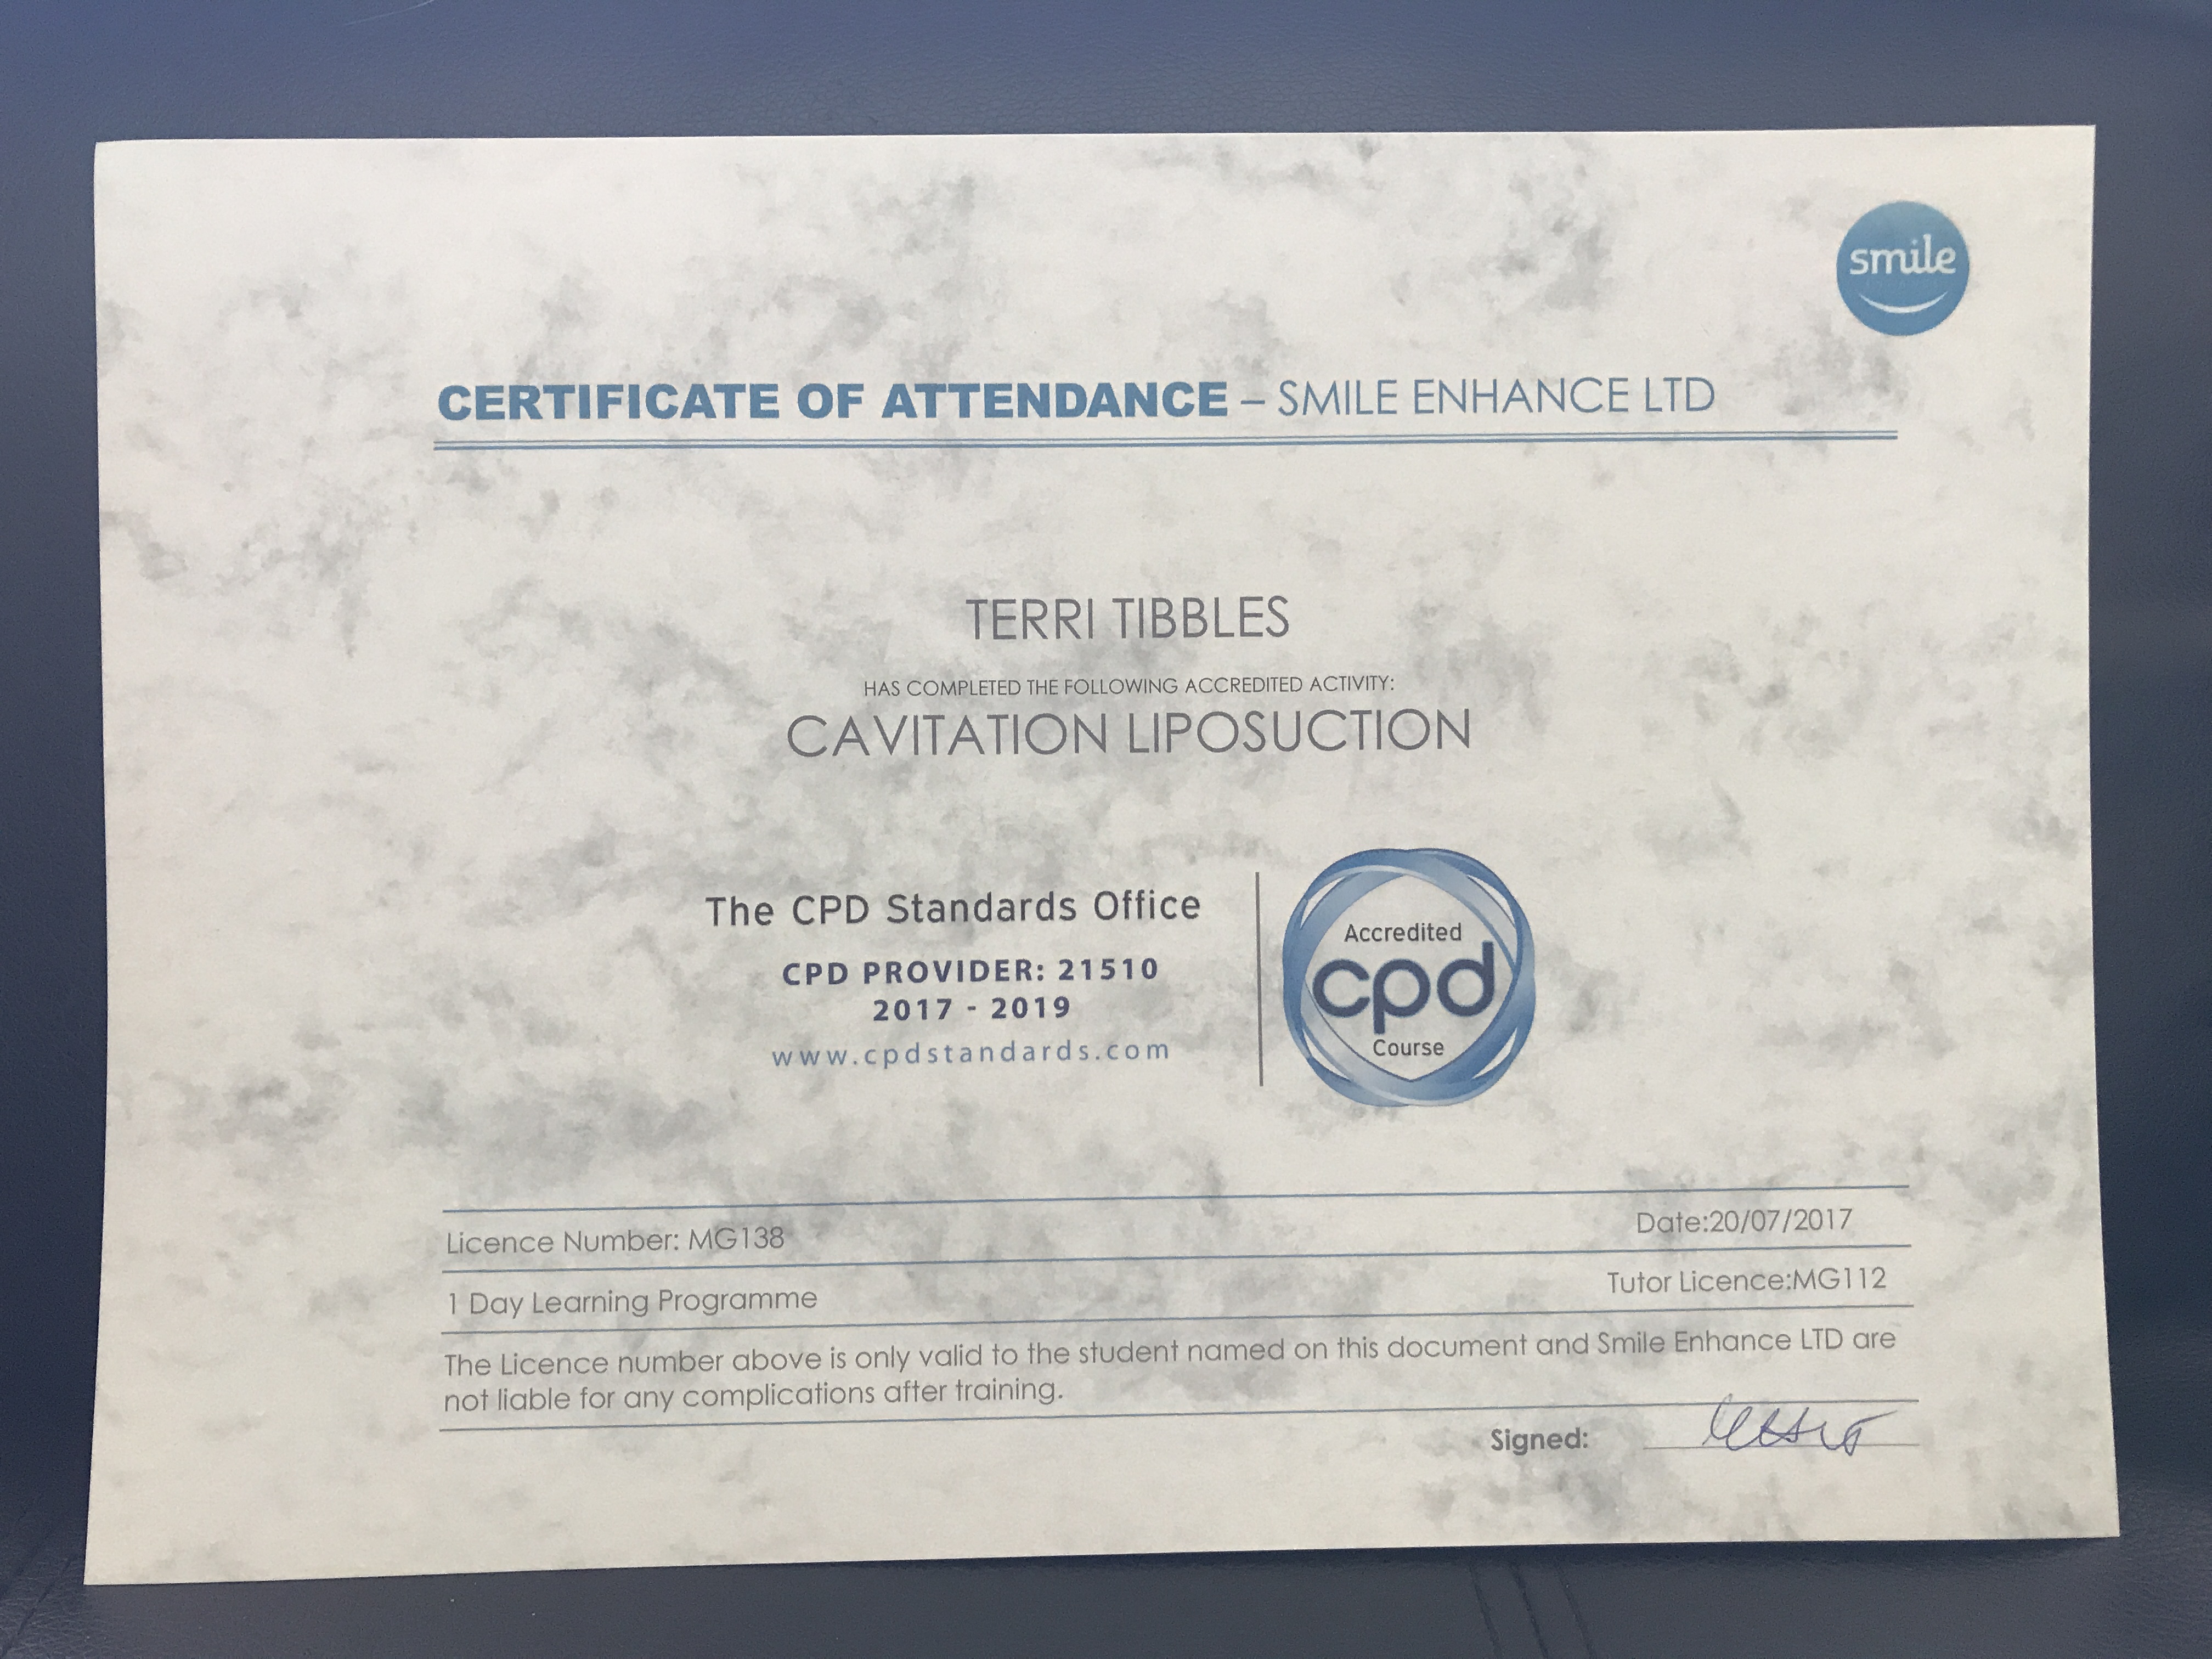 smile
CERTIFICATE OF ATTENDANCE – SMILE ENHANCE LTD
TERRI TIBBLES
HAS COMPLETED THE FOLLOWING ACCREDITED ACTIVITY:
CAVITATION LIPOSUCTION
The CPD Standards Office
CPD PROVIDER: 21510
2017 - 2019
www.cpdstandards.com
Accredited
cpd
Course
Licence Number: MG138
Date:20/07/2017
1 Day Learning Programme
Tutor Licence:MG112
The Licence number above is only valid to the student named on this document and Smile Enhance LTD are
not liable for any complications after training.
Signed: